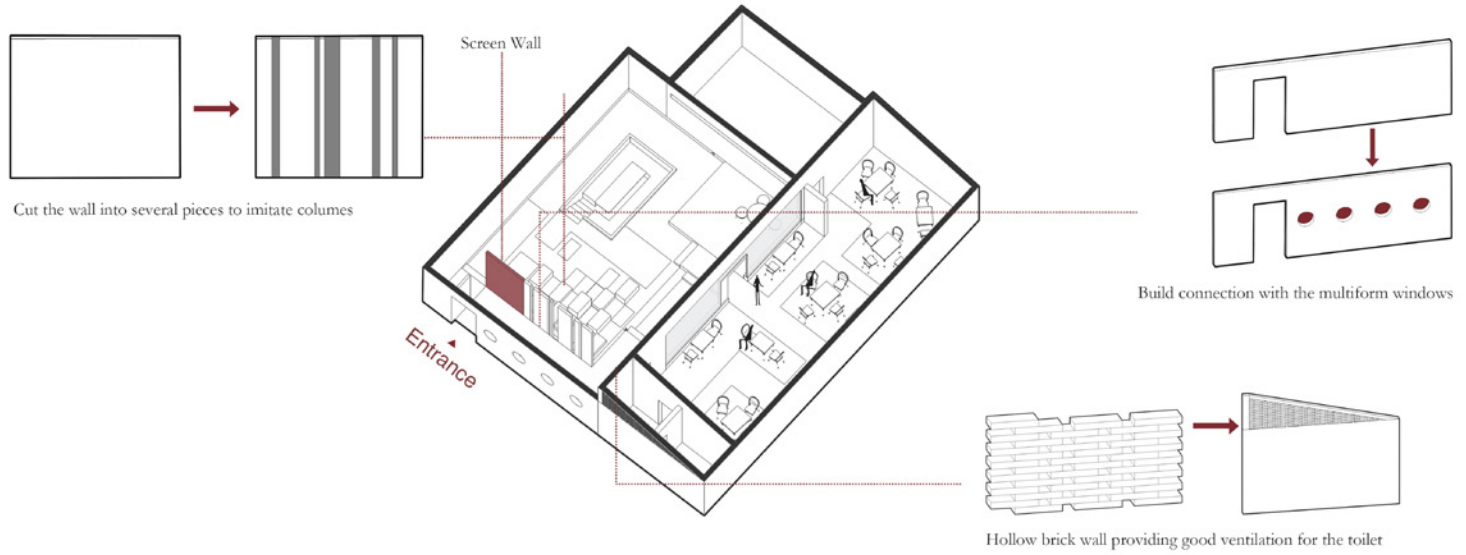 Screen Wall
Cut the wall into several pieces to imitate columes
Entrance
Build connection with the multiform windows
Hollow brick wall providing good ventilation for the toilet